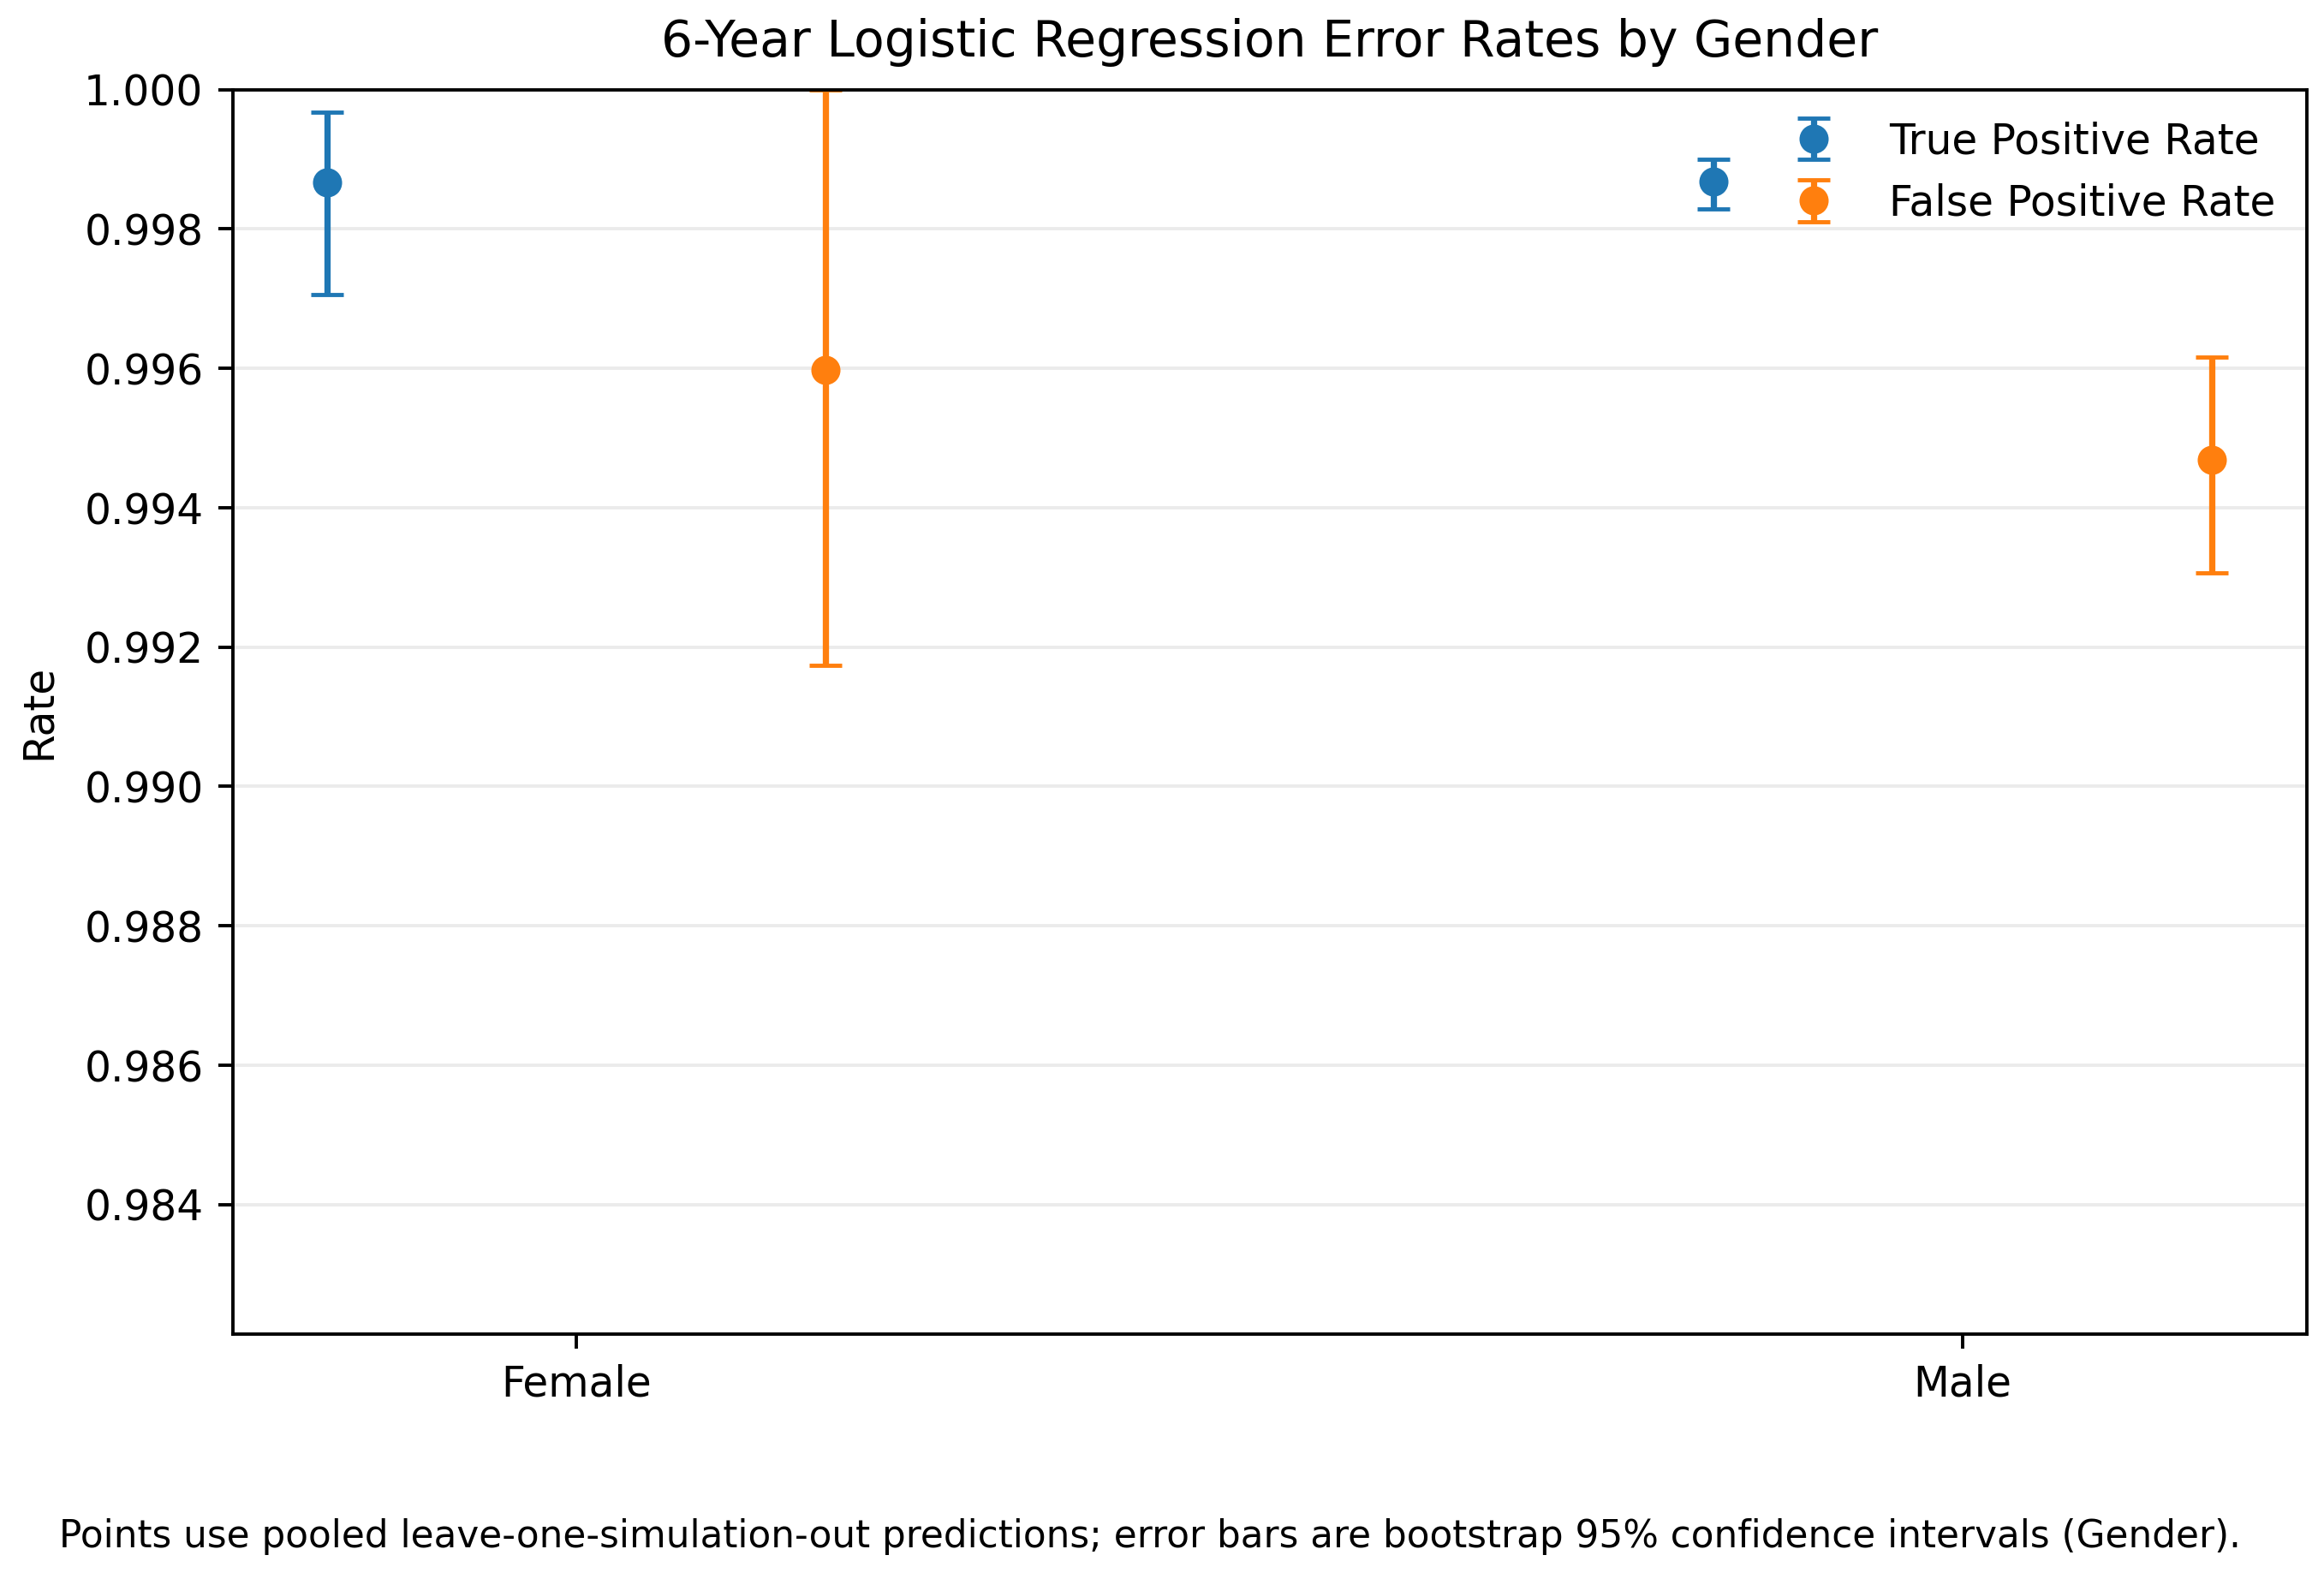 6-Year Logistic Regression Error Rates by Gender
1.000
0.998
0.996
0.994
0.992
0.990
0.988
0.986
0.984
Rate
True Positive Rate
False Positive Rate
Female
Male
Points use pooled leave-one-simulation-out predictions; error bars are bootstrap 95% confidence intervals (Gender).